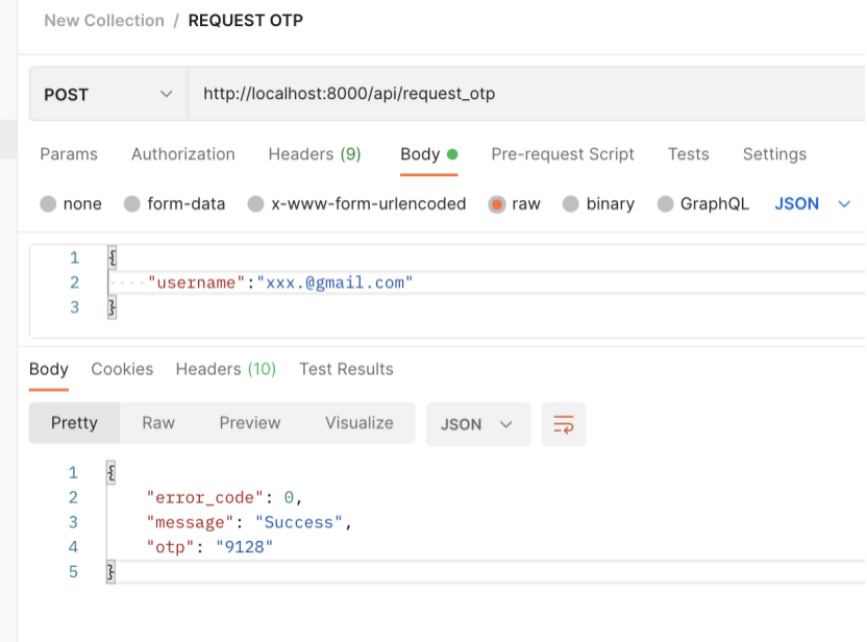 New Collection / REQUEST OTP
POST http://localhost:8000/api/request_otp
Params Authorization Headers (9) Body Pre-request Script Tests Settings
none form-data x-www-form-urlencoded raw binary GraphQL JSON
1 {
2 ····"username":"xxx.@gmail.com"
3 }
Body Cookies Headers (10) Test Results
Pretty Raw Preview Visualize JSON
1 {
2 "error_code": 0,
3 "message": "Success",
4 "otp": "9128"
5 }